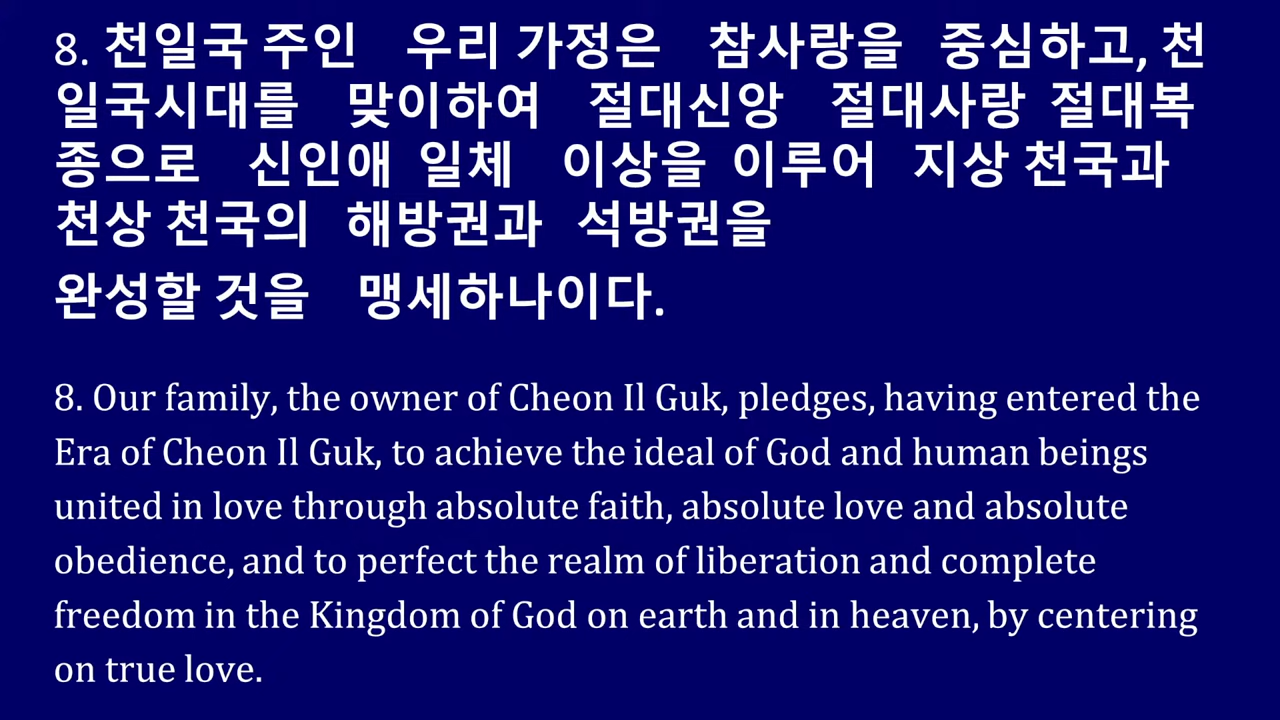 8. 천일국 주인 우리 가정은 참사랑을 중심하고, 천
일국시대를 맞이하여 절대신앙 절대사랑 절대복
종으로 신인애 일체 이상을 이루어 지상 천국과
천상 천국의 해방권과 석방권을
완성할 것을 맹세하나이다.
8. Our family, the owner of Cheon Il Guk, pledges, having entered the
Era of Cheon Il Guk, to achieve the ideal of God and human beings
united in love through absolute faith, absolute love and absolute
obedience, and to perfect the realm of liberation and complete
freedom in the Kingdom of God on earth and in heaven, by centering
on true love.